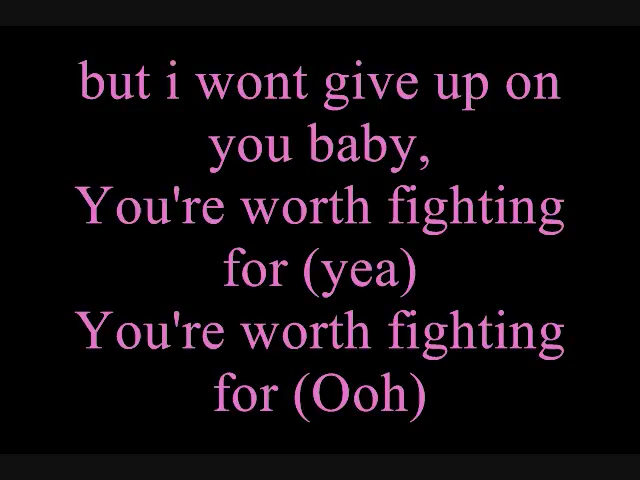 but i wont give up on
you baby,
You're worth fighting
for (yea)
You're worth fighting
for (Ooh)